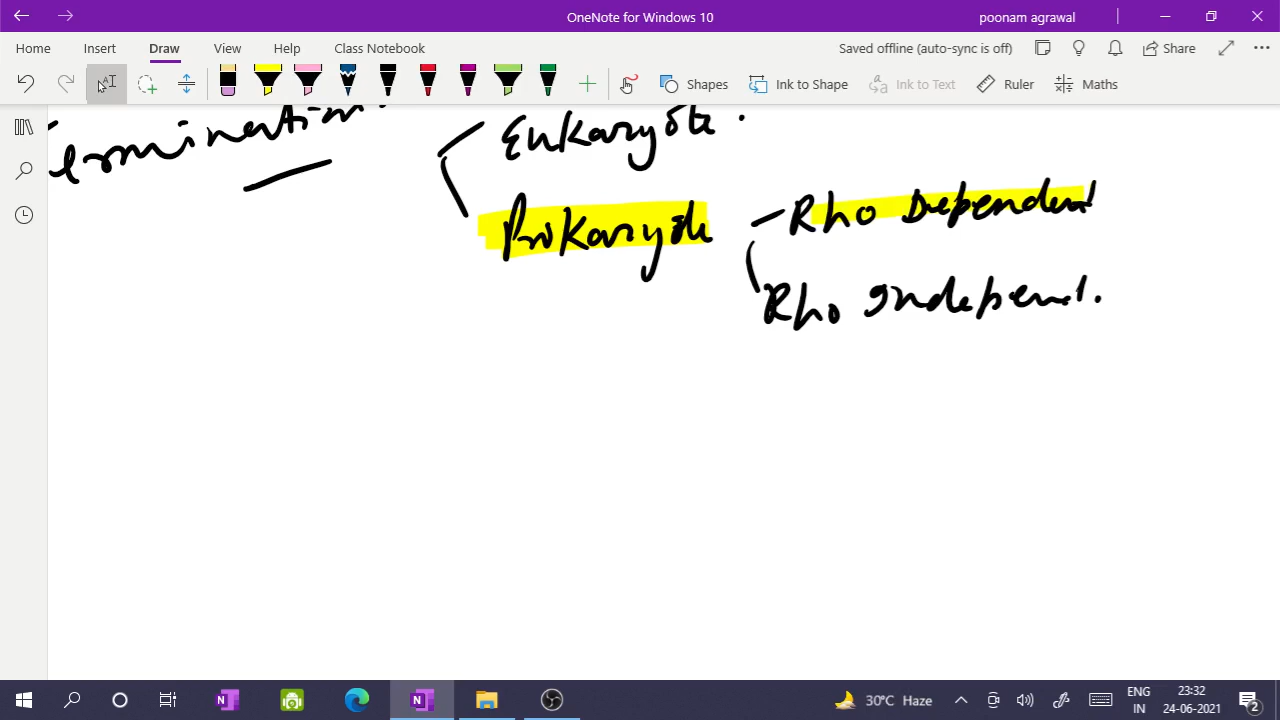 OneNote for Windows 10
poonam agrawal
Home Insert Draw View Help Class Notebook
Saved offline (auto-sync is off)
Share
Shapes Ink to Shape Ink to Text Ruler Maths
Termination
Eukaryote .
Prokaryote
Rho Dependent
Rho Independent.
30°C Haze
ENG
IN
23:32
24-06-2021
2